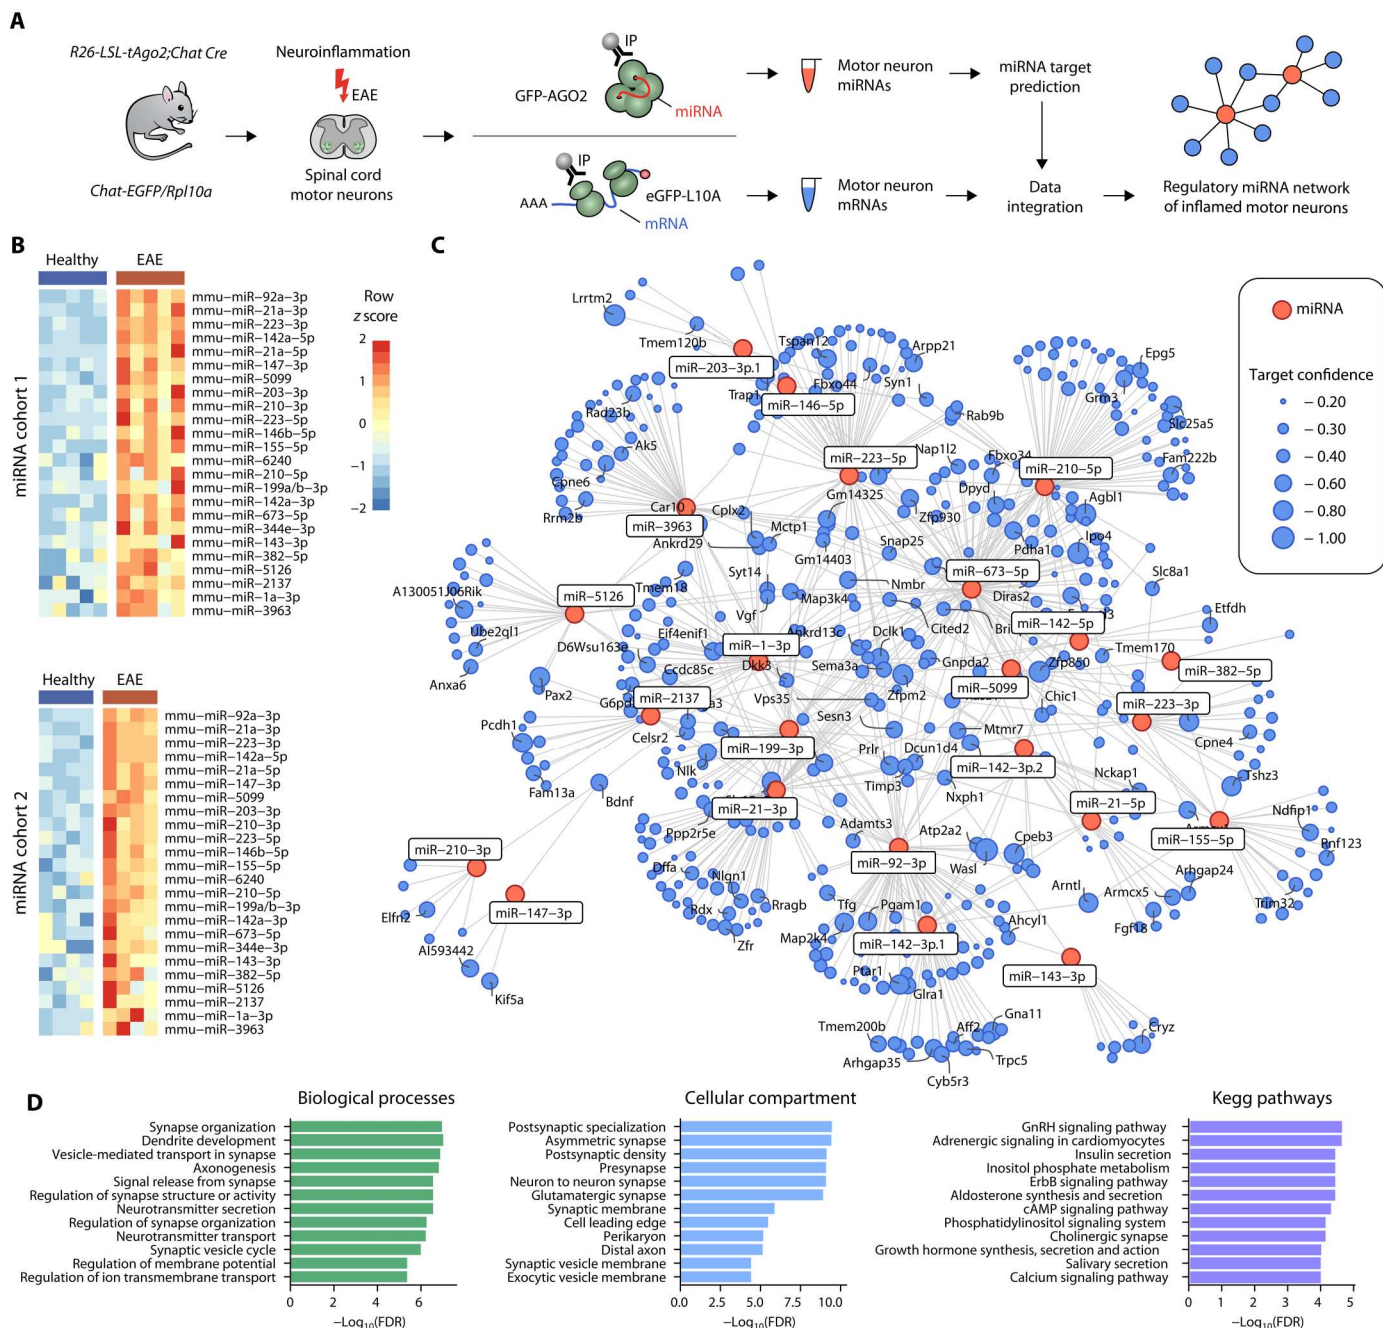 A
R26-LSL-tAgo2;Chat Cre
Chat-EGFP/Rpl10a
Neuroinflammation
EAE
Spinal cord
motor neurons
IP
GFP-AGO2
miRNA
IP
AAA
eGFP-L10A
mRNA
Motor neuron
miRNAs
Motor neuron
mRNAs
miRNA target
prediction
Data
integration
Regulatory miRNA network
of inflamed motor neurons
B
Healthy EAE
miRNA cohort 1
mmu−miR−92a−3p
mmu−miR−21a−3p
mmu−miR−223−3p
mmu−miR−142a−5p
mmu−miR−21a−5p
mmu−miR−147−3p
mmu−miR−5099
mmu−miR−203−3p
mmu−miR−210−3p
mmu−miR−223−5p
mmu−miR−146b−5p
mmu−miR−155−5p
mmu−miR−6240
mmu−miR−210−5p
mmu−miR−199a/b−3p
mmu−miR−142a−3p
mmu−miR−673−5p
mmu−miR−344e−3p
mmu−miR−143−3p
mmu−miR−382−5p
mmu−miR−5126
mmu−miR−2137
mmu−miR−1a−3p
mmu−miR−3963
Row
z score
2
1
0
−1
−2
Healthy EAE
miRNA cohort 2
mmu−miR−92a−3p
mmu−miR−21a−3p
mmu−miR−223−3p
mmu−miR−142a−5p
mmu−miR−21a−5p
mmu−miR−147−3p
mmu−miR−5099
mmu−miR−203−3p
mmu−miR−210−3p
mmu−miR−223−5p
mmu−miR−146b−5p
mmu−miR−155−5p
mmu−miR−6240
mmu−miR−210−5p
mmu−miR−199a/b−3p
mmu−miR−142a−3p
mmu−miR−673−5p
mmu−miR−344e−3p
mmu−miR−143−3p
mmu−miR−382−5p
mmu−miR−5126
mmu−miR−2137
mmu−miR−1a−3p
mmu−miR−3963
C
Lrrtm2
Tmem120b
miR−203−3p.1
Tspan12
Arpp21
Trap1
Fbxo44
Syn1
miR−146−5p
Rab9b
Epg5
Grm3
Slc25a5
Fam222b
Rad23b
Ak5
Cpne6
Rrm2b
Car10
miR−3963
Ankrd29
Cplx2
Mctp1
miR−223−5p
Nap1l2
Fbxo34
miR−210−5p
Gm14325
Dpyd
Agbl1
Zfp930
Gm14403
Snap25
Pdha1
Ipo4
miR−673−5p
Slc8a1
A130051J06Rik
Ube2ql1
Anxa6
miR−5126
Tmem18
Syt14
Vgf
Map3k4
Nmbr
Diras2
Cited2
miR−142−5p
Etfdh
D6Wsu163e
Eif4enif1
miR−1−3p
Ankrd13c
Dclk1
Tmem170
Ccdc85c
Dkk3
Sema3a
Gnpda2
Zfp850
miR−382−5p
Pax2
miR−2137
Vps35
Zfpm2
miR−5099
Chic1
miR−223−3p
Pcdh1
Celsr2
Sesn3
Mtmr7
Cpne4
miR−199−3p
Prlr
Dcun1d4
miR−142−3p.2
Nlk
Timp3
Nckap1
Tshz3
Fam13a
Bdnf
miR−21−3p
Nxph1
miR−21−5p
Ndfip1
Ppp2r5e
Adamts3
Atp2a2
Cpeb3
miR−155−5p
Rnf123
miR−210−3p
miR−92−3p
Wasl
Dffa
Nlgn1
Arhgap24
Arntl
Armcx5
Trim32
Elfn2
miR−147−3p
Rdx
Rragb
Tfg
Pgam1
Fgf18
Ahcyl1
Zfr
Map2k4
miR−142−3p.1
AI593442
Kif5a
Ptar1
Glra1
miR−143−3p
Gna11
Tmem200b
Aff2
Cryz
Arhgap35
Trpc5
Cyb5r3
miRNA
Target confidence
− 0.20
− 0.30
− 0.40
− 0.60
− 0.80
− 1.00
D
Biological processes
Synapse organization
Dendrite development
Vesicle-mediated transport in synapse
Axonogenesis
Signal release from synapse
Regulation of synapse structure or activity
Neurotransmitter secretion
Regulation of synapse organization
Neurotransmitter transport
Synaptic vesicle cycle
Regulation of membrane potential
Regulation of ion transmembrane transport
0 2 4 6
−Log10(FDR)
Cellular compartment
Postsynaptic specialization
Asymmetric synapse
Postsynaptic density
Presynapse
Neuron to neuron synapse
Glutamatergic synapse
Synaptic membrane
Cell leading edge
Perikaryon
Distal axon
Synaptic vesicle membrane
Exocytic vesicle membrane
0.0 2.5 5.0 7.5 10.0
−Log10(FDR)
Kegg pathways
GnRH signaling pathway
Adrenergic signaling in cardiomyocytes
Insulin secretion
Inositol phosphate metabolism
ErbB signaling pathway
Aldosterone synthesis and secretion
cAMP signaling pathway
Phosphatidylinositol signaling system
Cholinergic synapse
Growth hormone synthesis, secretion and action
Salivary secretion
Calcium signaling pathway
0 1 2 3 4 5
−Log10(FDR)